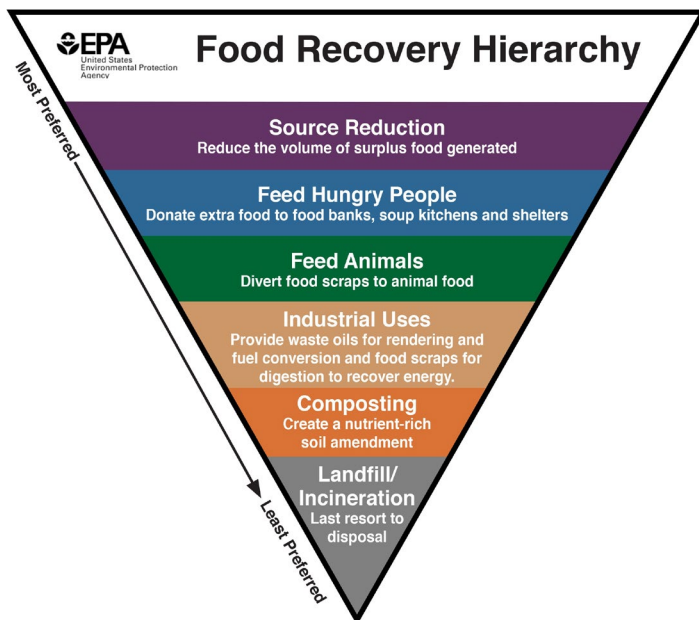 EPA
United States
Environmental Protection
Agency
Food Recovery Hierarchy
Most Preferred
Source Reduction
Reduce the volume of surplus food generated
Feed Hungry People
Donate extra food to food banks, soup kitchens and shelters
Feed Animals
Divert food scraps to animal food
Industrial Uses
Provide waste oils for rendering and
fuel conversion and food scraps for
digestion to recover energy.
Composting
Create a nutrient-rich
soil amendment
Landfill/
Incineration
Last resort to
disposal
Least Preferred